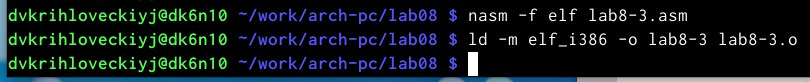 dvkrihloveckiyj@dk6n10 ~/work/arch-pc/lab08 $ nasm -f elf lab8-3.asm
dvkrihloveckiyj@dk6n10 ~/work/arch-pc/lab08 $ ld -m elf_i386 -o lab8-3 lab8-3.o
dvkrihloveckiyj@dk6n10 ~/work/arch-pc/lab08 $